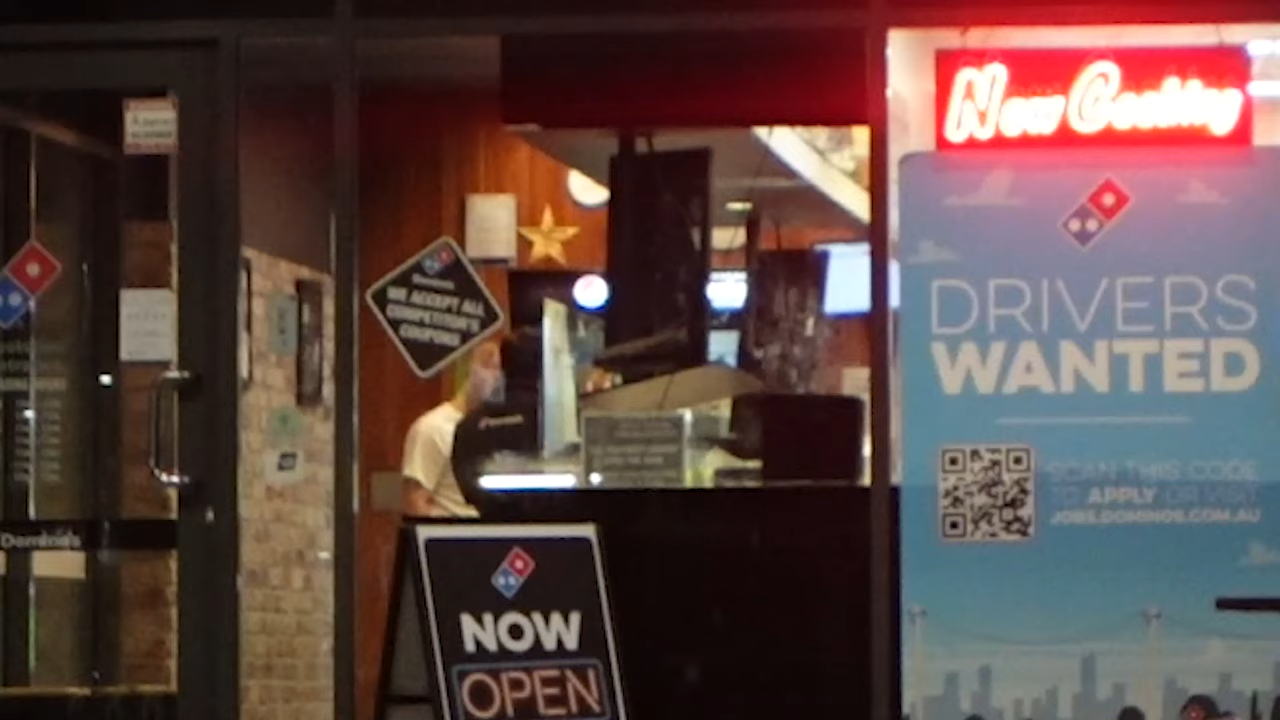 Now Cooking
DRIVERS
WANTED
SCAN THIS CODE
TO APPLY OR VISIT
JOBS.DOMINOS.COM.AU
WE ACCEPT ALL
COMPETITOR'S
COUPONS
Domino's
NOW
OPEN